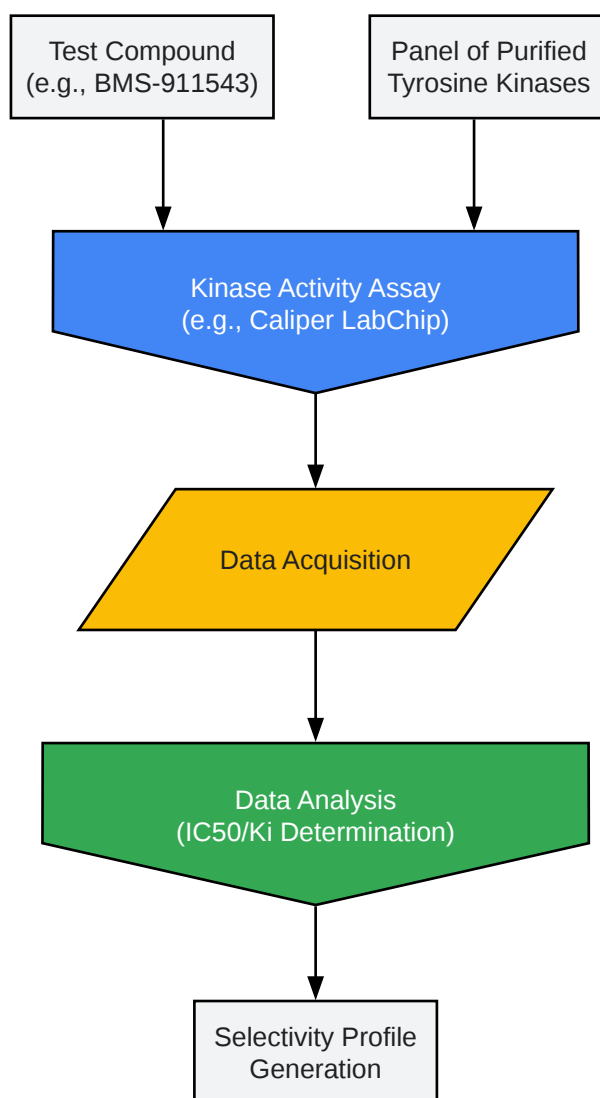 Test Compound
(e.g., BMS-911543)
Panel of Purified
Tyrosine Kinases
Kinase Activity Assay
(e.g., Caliper LabChip)
Data Acquisition
Data Analysis
(IC50/Ki Determination)
Selectivity Profile
Generation